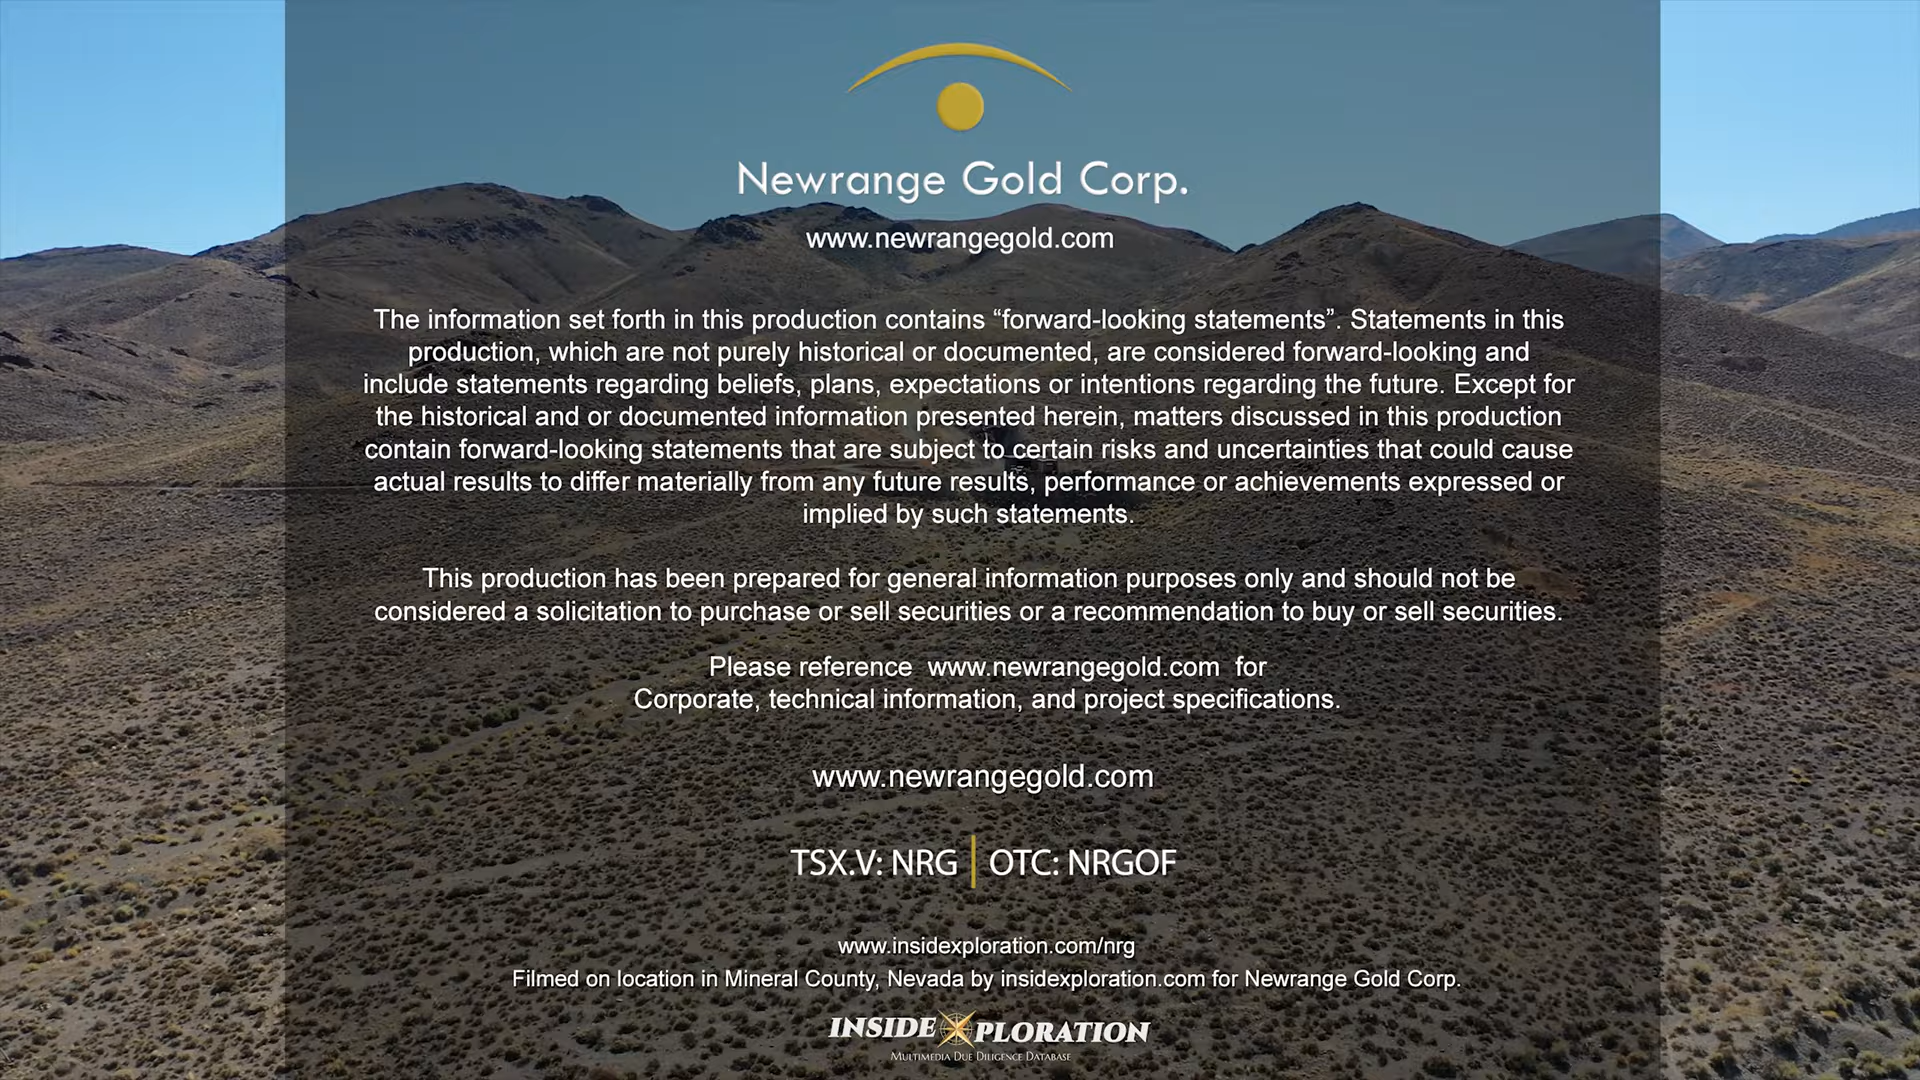 Newrange Gold Corp.
www.newrangegold.com
The information set forth in this production contains “forward-looking statements”. Statements in this
production, which are not purely historical or documented, are considered forward-looking and
include statements regarding beliefs, plans, expectations or intentions regarding the future. Except for
the historical and or documented information presented herein, matters discussed in this production
contain forward-looking statements that are subject to certain risks and uncertainties that could cause
actual results to differ materially from any future results, performance or achievements expressed or
implied by such statements.
This production has been prepared for general information purposes only and should not be
considered a solicitation to purchase or sell securities or a recommendation to buy or sell securities.
Please reference www.newrangegold.com for
Corporate, technical information, and project specifications.
www.newrangegold.com
TSX.V: NRG | OTC: NRGOF
www.insidexploration.com/nrg
Filmed on location in Mineral County, Nevada by insidexploration.com for Newrange Gold Corp.
INSIDEXPLORATION
MULTIMEDIA DUE DILIGENCE DATABASE